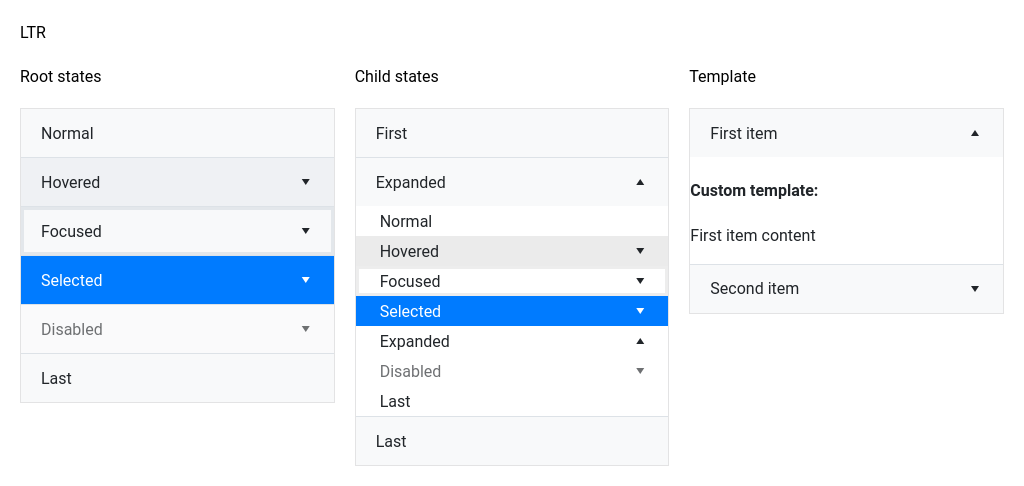 LTR
Root states
Normal
Hovered
Focused
Selected
Disabled
Last
Child states
First
Expanded
Normal
Hovered
Focused
Selected
Expanded
Disabled
Last
Last
Template
First item
Custom template:
First item content
Second item